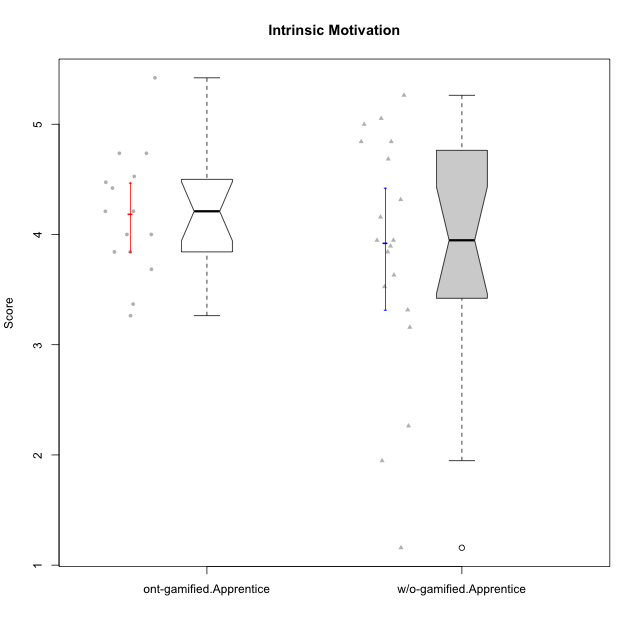 Intrinsic Motivation
Score
5
4
3
2
1
ont-gamified.Apprentice
w/o-gamified.Apprentice